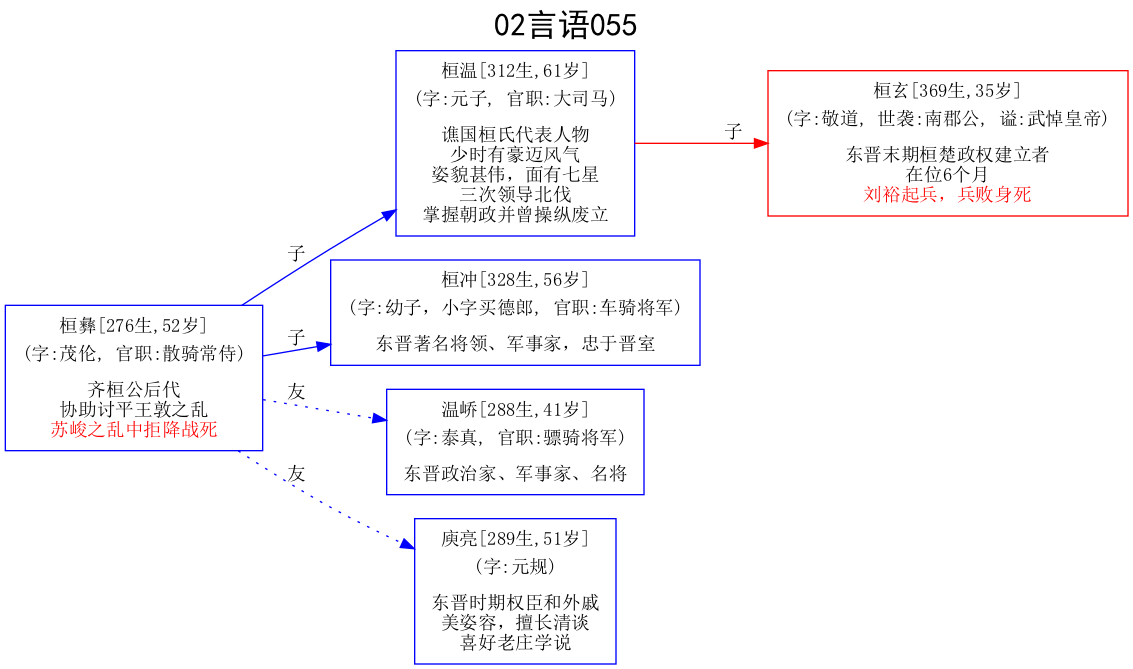 02言语055
桓温[312生,61岁]
(字:元子, 官职:大司马)
谯国桓氏代表人物
少时有豪迈风气
姿貌甚伟，面有七星
三次领导北伐
掌握朝政并曾操纵废立
子
桓玄[369生,35岁]
(字:敬道, 世袭:南郡公, 谥:武悼皇帝)
东晋末期桓楚政权建立者
在位6个月
刘裕起兵，兵败身死
子
桓冲[328生,56岁]
(字:幼子，小字买德郎, 官职:车骑将军)
东晋著名将领、军事家，忠于晋室
桓彝[276生,52岁]
(字:茂伦, 官职:散骑常侍)
齐桓公后代
协助讨平王敦之乱
苏峻之乱中拒降战死
子
友
温峤[288生,41岁]
(字:泰真, 官职:骠骑将军)
东晋政治家、军事家、名将
友
庾亮[289生,51岁]
(字:元规)
东晋时期权臣和外戚
美姿容，擅长清谈
喜好老庄学说